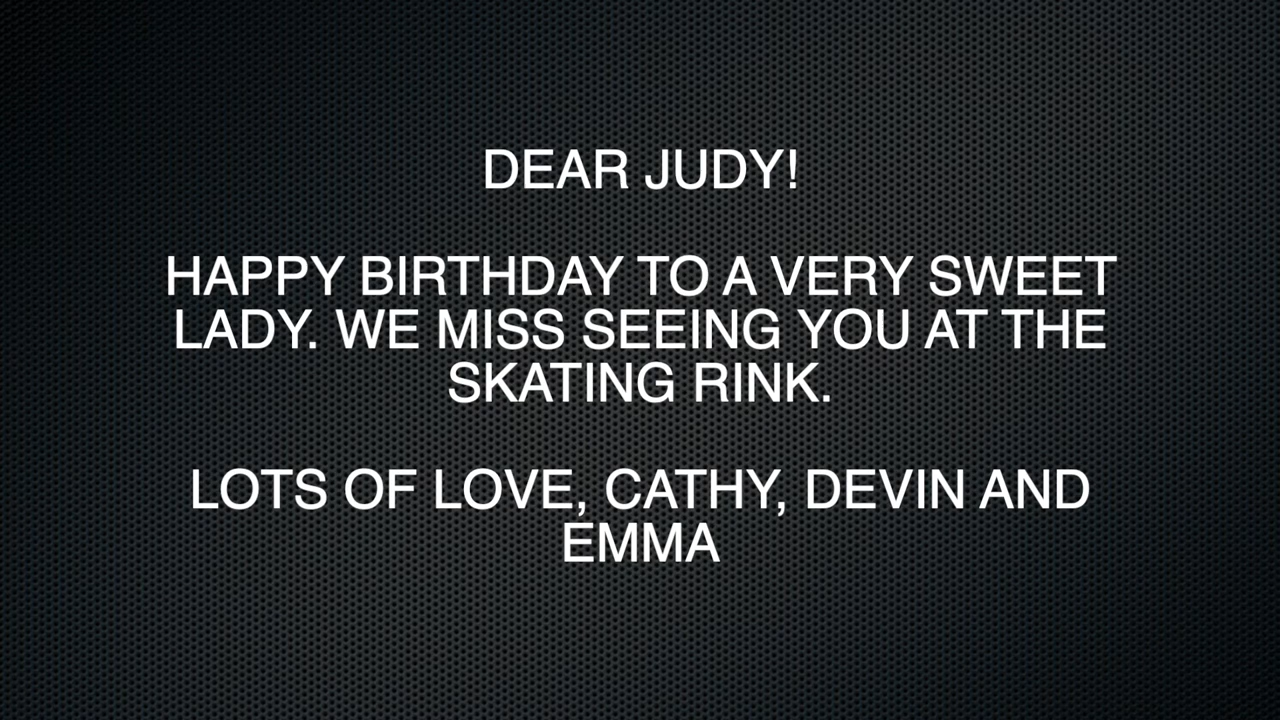 DEAR JUDY!
HAPPY BIRTHDAY TO A VERY SWEET
LADY. WE MISS SEEING YOU AT THE
SKATING RINK.
LOTS OF LOVE, CATHY, DEVIN AND
EMMA